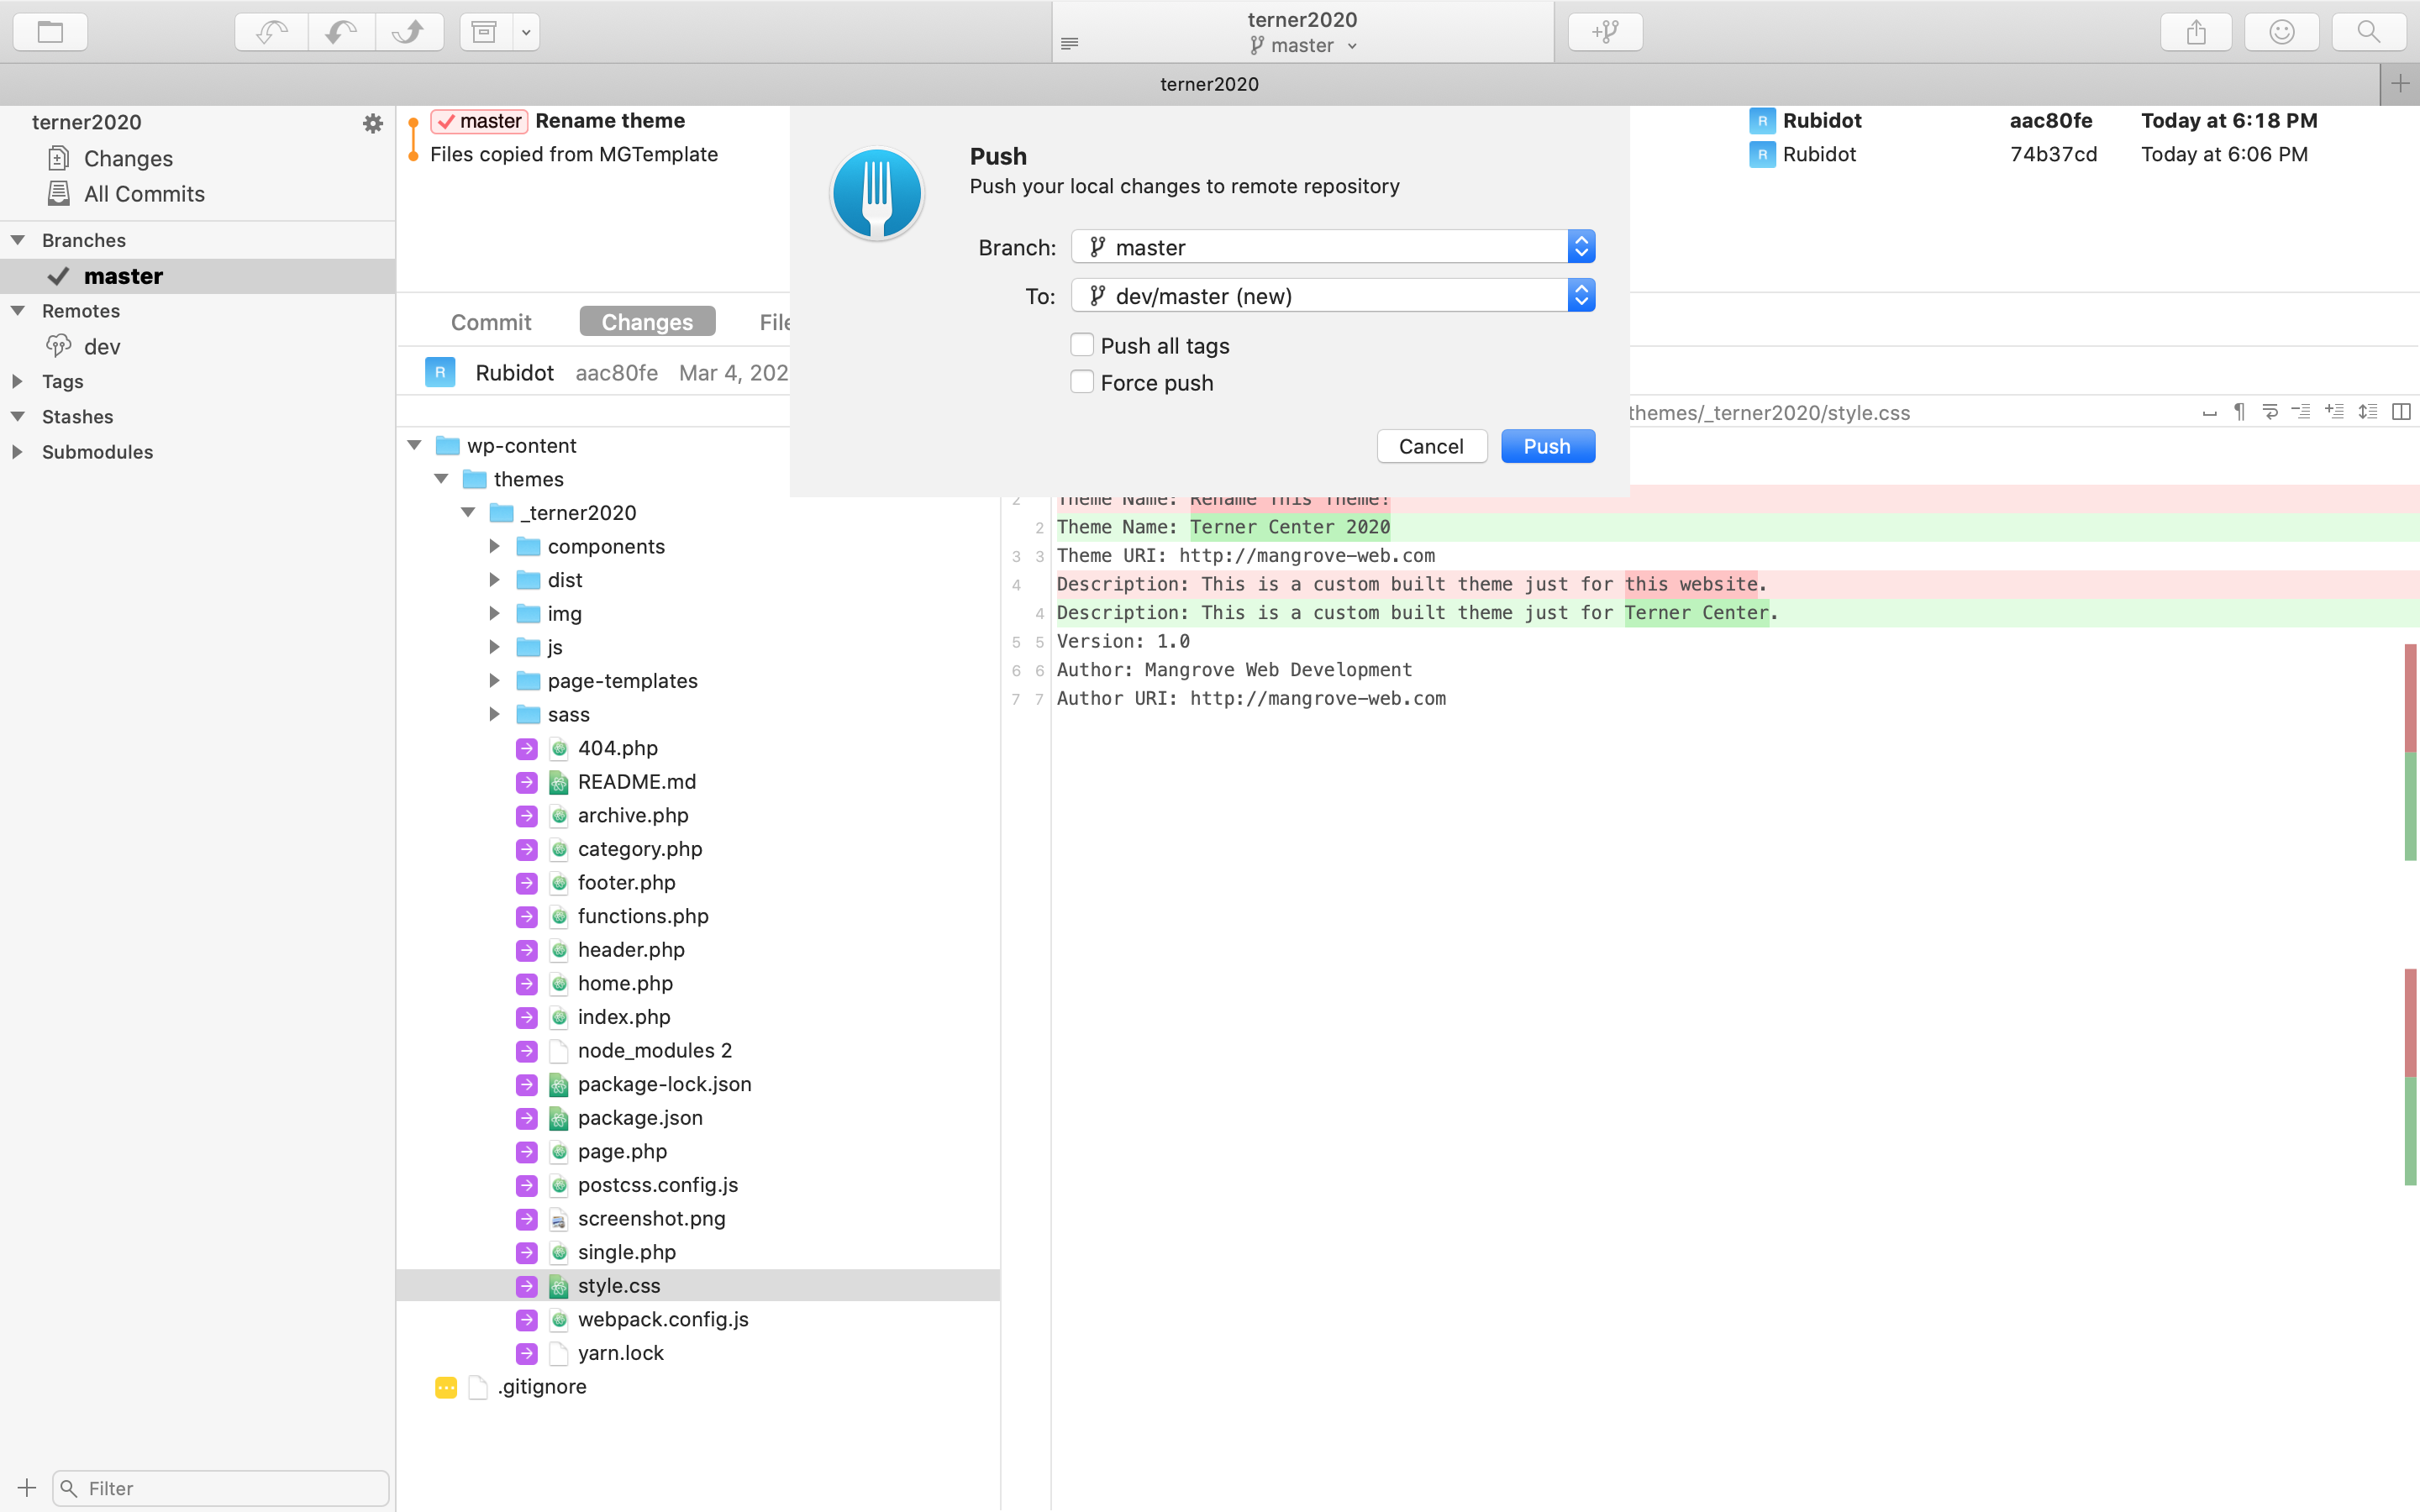 terner2020
master
terner2020
terner2020
Changes
All Commits
Branches
master
Remotes
dev
Tags
Stashes
Submodules
Filter
master Rename theme
Rubidot aac80fe Today at 6:18 PM
Files copied from MGTemplate
Rubidot 74b37cd Today at 6:06 PM
Commit Changes File
R Rubidot aac80fe Mar 4, 202
Push
Push your local changes to remote repository
Branch: master
To: dev/master (new)
Push all tags
Force push
Cancel Push
themes/_terner2020/style.css
wp-content
themes
_terner2020
components
dist
img
js
page-templates
sass
404.php
README.md
archive.php
category.php
footer.php
functions.php
header.php
home.php
index.php
node_modules 2
package-lock.json
package.json
page.php
postcss.config.js
screenshot.png
single.php
style.css
webpack.config.js
yarn.lock
.gitignore
2 Theme Name: Rename This Theme!
2 Theme Name: Terner Center 2020
3 3 Theme URI: http://mangrove-web.com
4 Description: This is a custom built theme just for this website.
4 Description: This is a custom built theme just for Terner Center.
5 5 Version: 1.0
6 6 Author: Mangrove Web Development
7 7 Author URI: http://mangrove-web.com